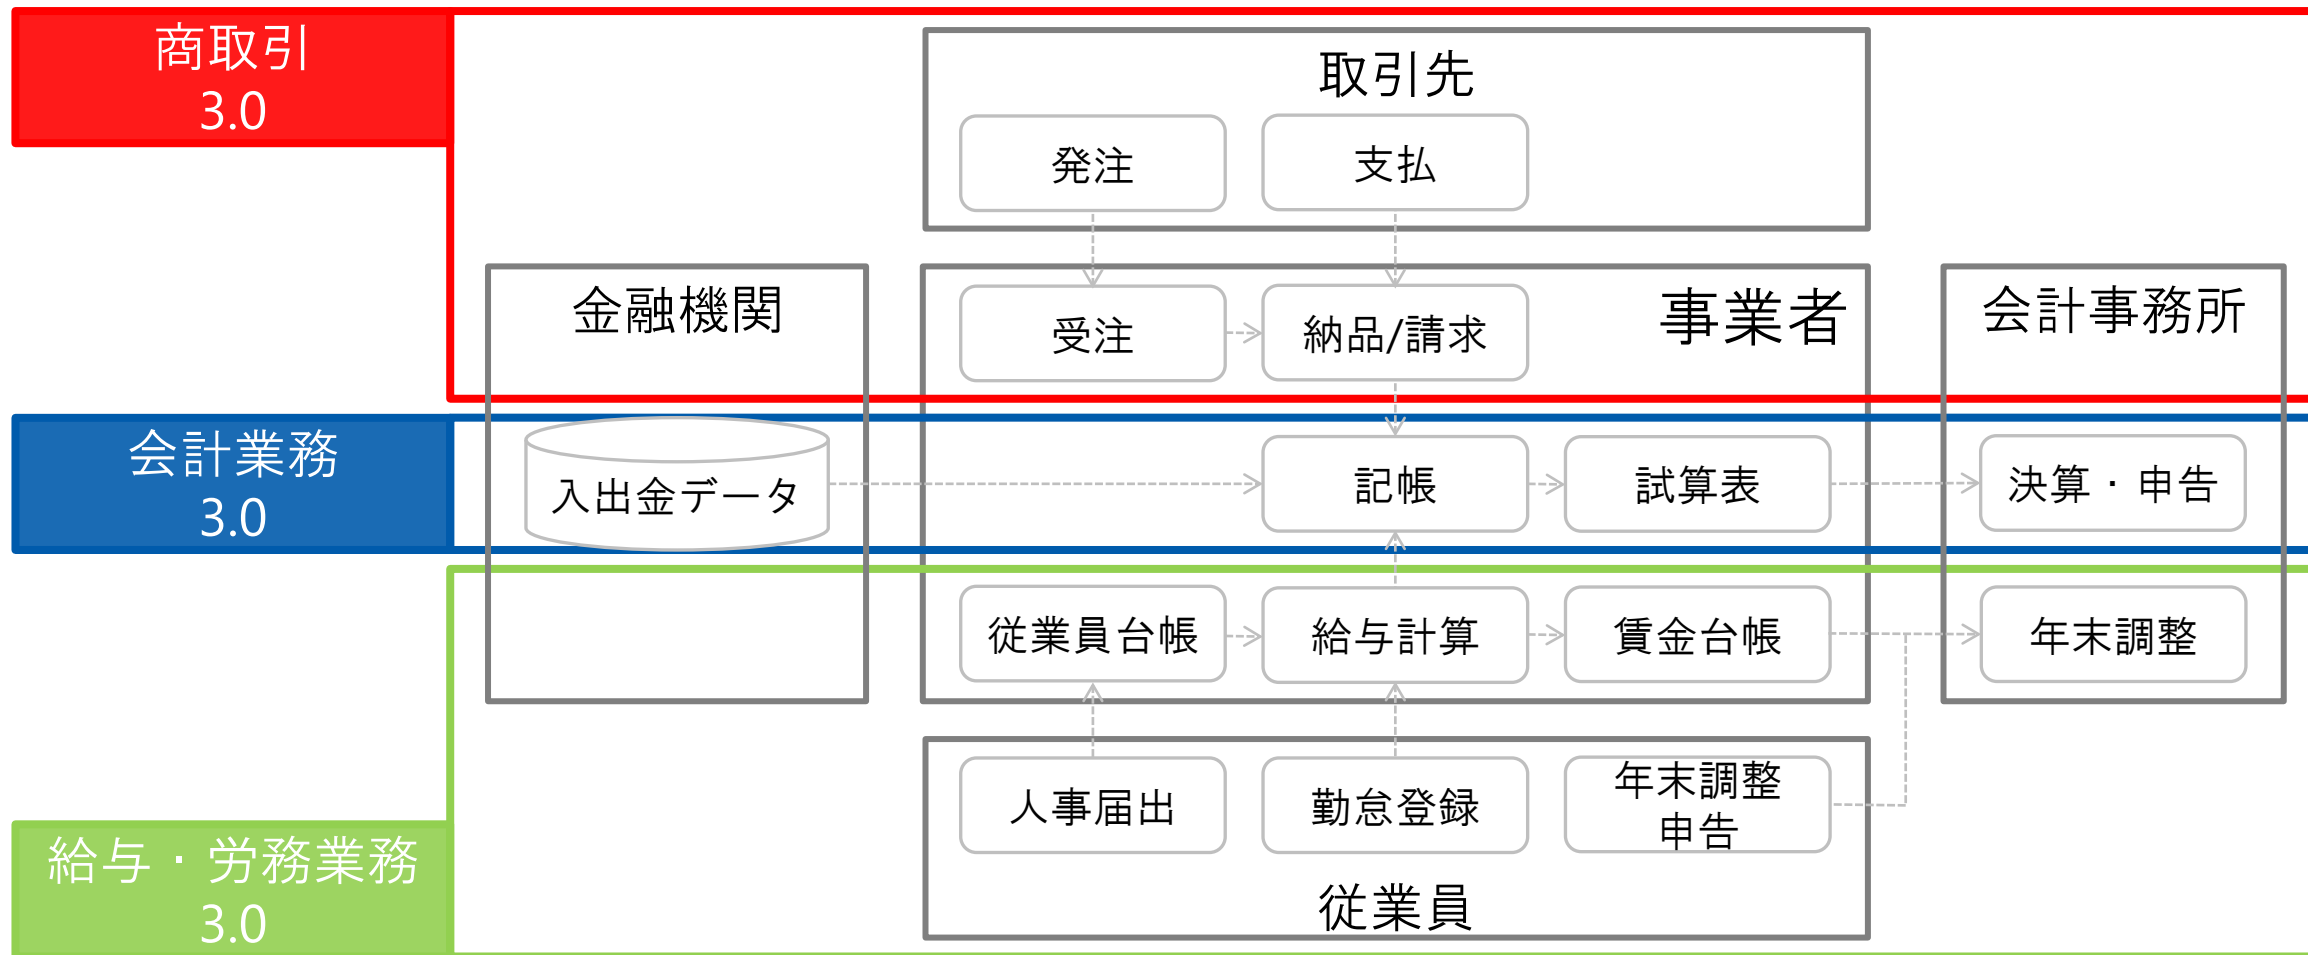 商取引
3.0
取引先
発注
支払
金融機関
事業者
会計事務所
受注
納品/請求
会計業務
3.0
入出金データ
記帳
試算表
決算・申告
従業員台帳
給与計算
賃金台帳
年末調整
給与・労務業務
3.0
人事届出
勤怠登録
年末調整
申告
従業員